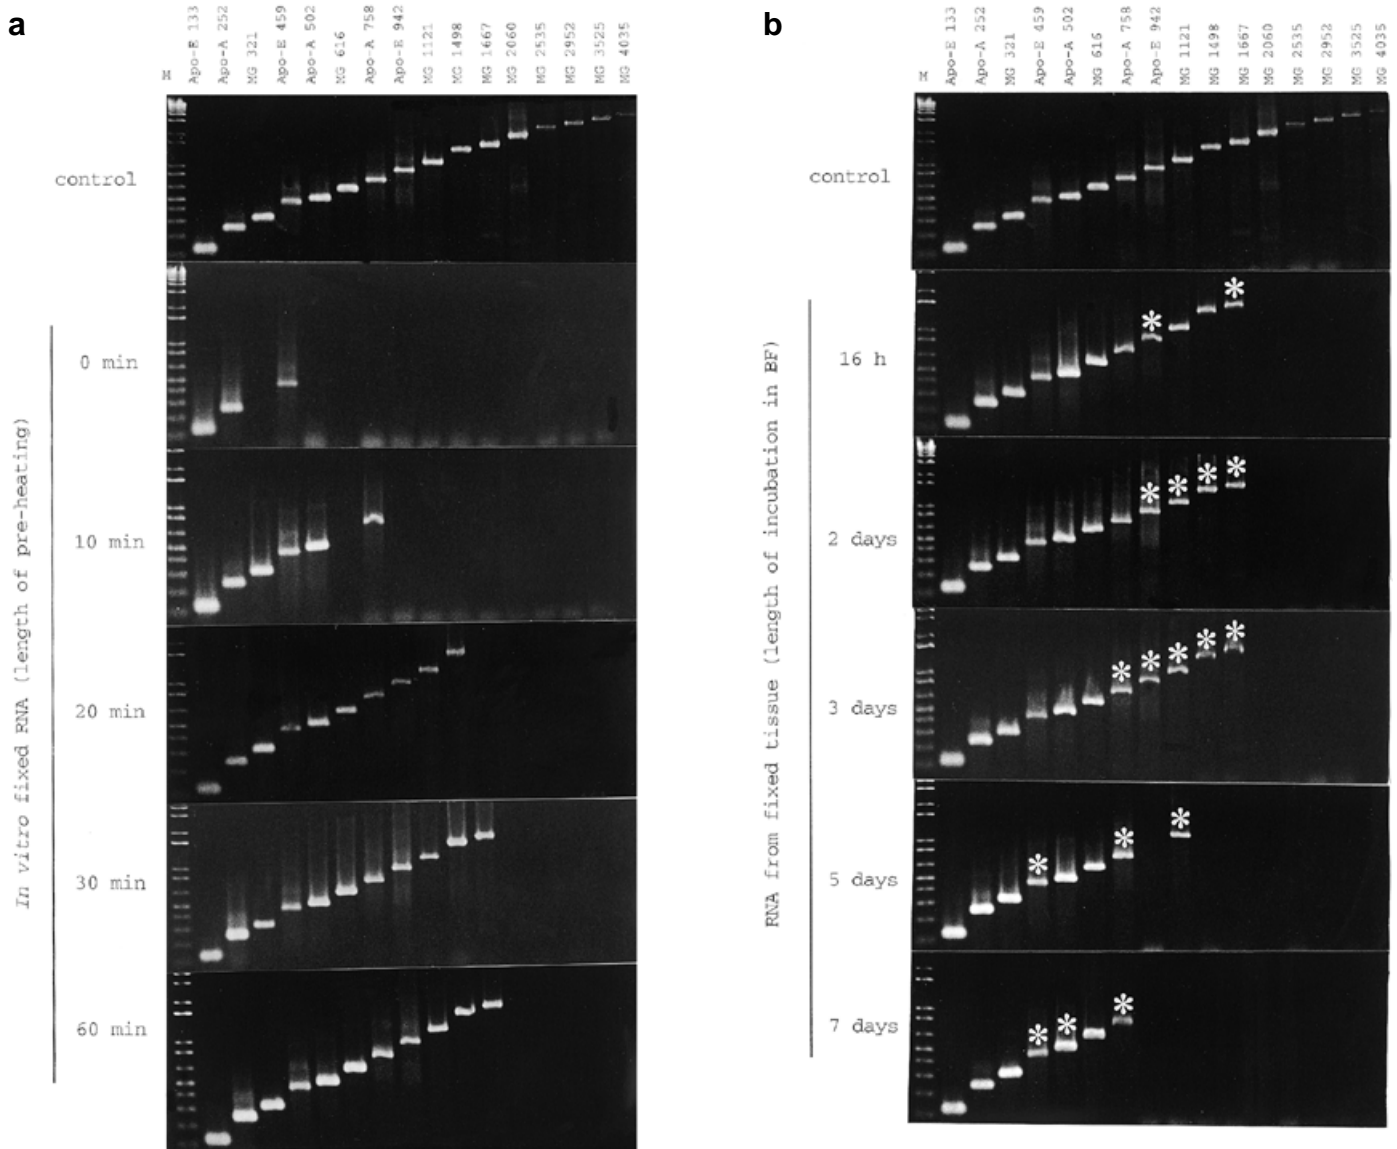 a
M
Apo-E 133
Apo-A 252
MG 321
Apo-E 459
Apo-A 502
MG 616
Apo-A 758
Apo-E 942
MG 1121
MG 1498
MG 1667
MG 2060
MG 2535
MG 2952
MG 3525
MG 4035
control
0 min
10 min
20 min
30 min
60 min
In vitro fixed RNA (length of pre-heating)
b
M
Apo-E 133
Apo-A 252
MG 321
Apo-E 459
Apo-A 502
MG 616
Apo-A 758
Apo-E 942
MG 1121
MG 1498
MG 1667
MG 2060
MG 2535
MG 2952
MG 3525
MG 4035
control
16 h
* *
2 days
* * * *
3 days
* * * * *
5 days
* * *
7 days
* * *
RNA from fixed tissue (length of incubation in BF)